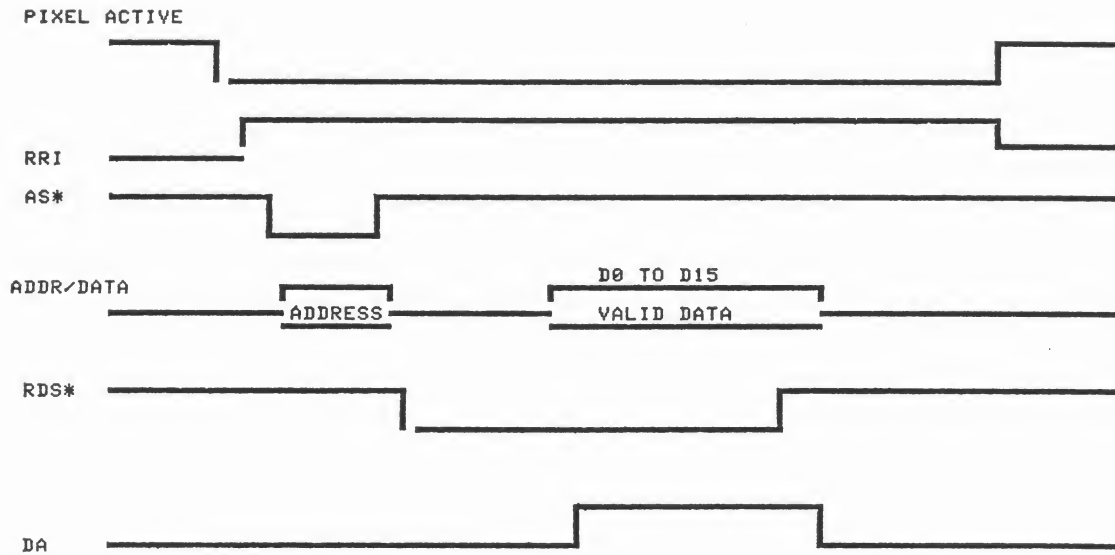 PIXEL ACTIVE
RRI
AS*
D0 TO D15
ADDR/DATA
ADDRESS
VALID DATA
RDS*
DA